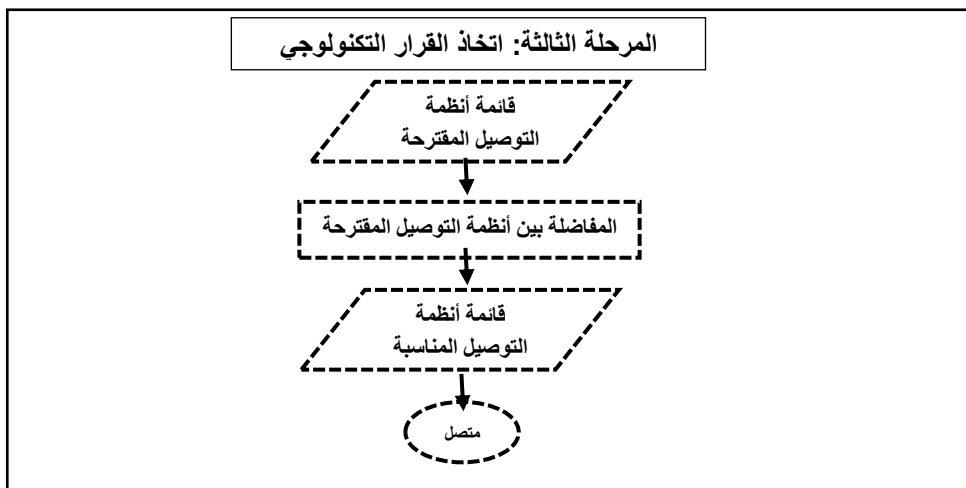 المرحلة الثالثة: اتخاذ القرار التكنولوجي
قائمة أنظمة
التوصيل المقترحة
المفاضلة بين أنظمة التوصيل المقترحة
قائمة أنظمة
التوصيل المناسبة
متصل